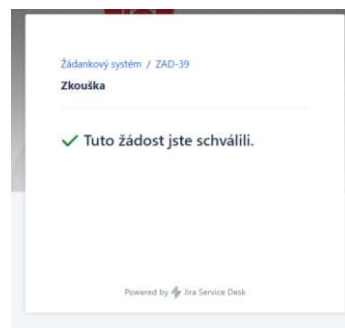 Žádankový systém / ZAD-39
Zkouška
Tuto žádost jste schválili.
Powered by Jira Service Desk